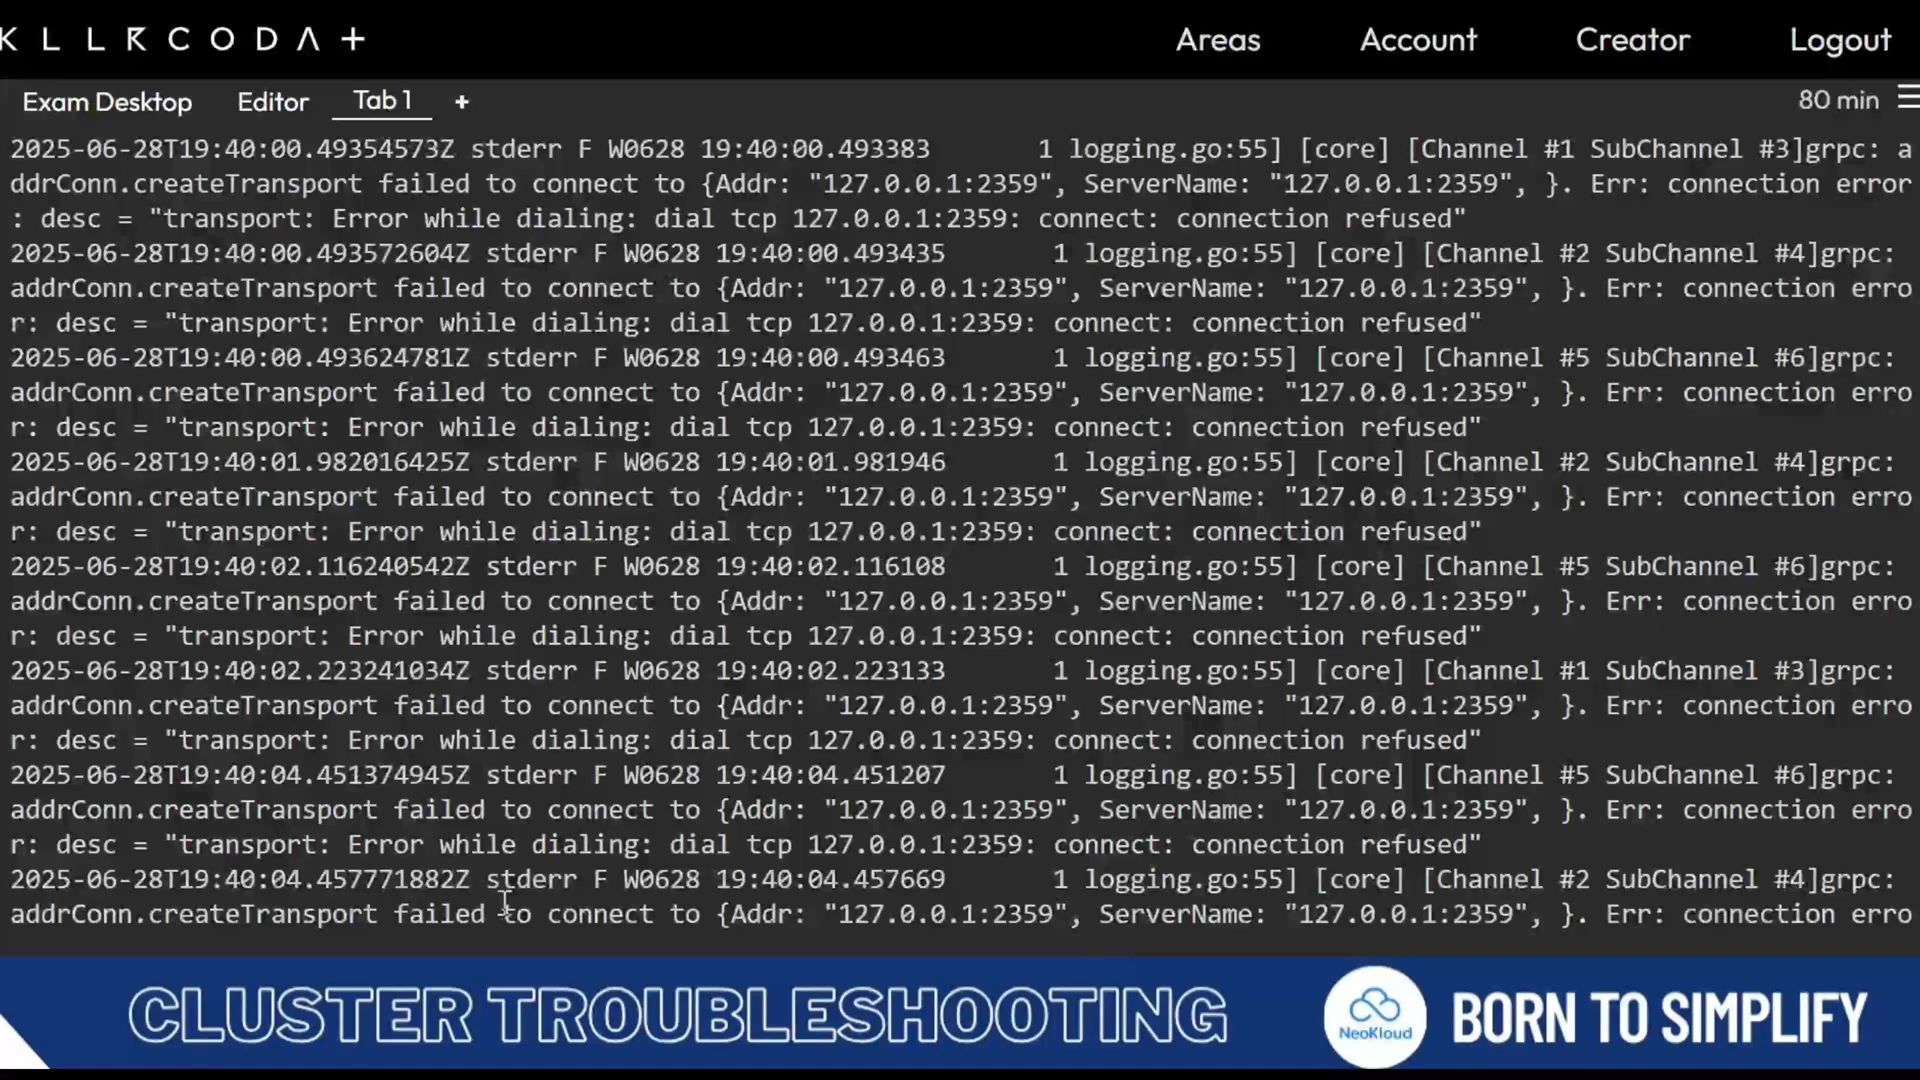 KLLRCODA+
Areas
Account
Creator
Logout
Exam Desktop
Editor
Tab 1
+
80 min
2025-06-28T19:40:00.49354573Z stderr F W0628 19:40:00.493383       1 logging.go:55] [core] [Channel #1 SubChannel #3]grpc: a
ddrConn.createTransport failed to connect to {Addr: "127.0.0.1:2359", ServerName: "127.0.0.1:2359", }. Err: connection error
: desc = "transport: Error while dialing: dial tcp 127.0.0.1:2359: connect: connection refused"
2025-06-28T19:40:00.493572604Z stderr F W0628 19:40:00.493435       1 logging.go:55] [core] [Channel #2 SubChannel #4]grpc:
addrConn.createTransport failed to connect to {Addr: "127.0.0.1:2359", ServerName: "127.0.0.1:2359", }. Err: connection erro
r: desc = "transport: Error while dialing: dial tcp 127.0.0.1:2359: connect: connection refused"
2025-06-28T19:40:00.493624781Z stderr F W0628 19:40:00.493463       1 logging.go:55] [core] [Channel #5 SubChannel #6]grpc:
addrConn.createTransport failed to connect to {Addr: "127.0.0.1:2359", ServerName: "127.0.0.1:2359", }. Err: connection erro
r: desc = "transport: Error while dialing: dial tcp 127.0.0.1:2359: connect: connection refused"
2025-06-28T19:40:01.982016425Z stderr F W0628 19:40:01.981946       1 logging.go:55] [core] [Channel #2 SubChannel #4]grpc:
addrConn.createTransport failed to connect to {Addr: "127.0.0.1:2359", ServerName: "127.0.0.1:2359", }. Err: connection erro
r: desc = "transport: Error while dialing: dial tcp 127.0.0.1:2359: connect: connection refused"
2025-06-28T19:40:02.116240542Z stderr F W0628 19:40:02.116108       1 logging.go:55] [core] [Channel #5 SubChannel #6]grpc:
addrConn.createTransport failed to connect to {Addr: "127.0.0.1:2359", ServerName: "127.0.0.1:2359", }. Err: connection erro
r: desc = "transport: Error while dialing: dial tcp 127.0.0.1:2359: connect: connection refused"
2025-06-28T19:40:02.223241034Z stderr F W0628 19:40:02.223133       1 logging.go:55] [core] [Channel #1 SubChannel #3]grpc:
addrConn.createTransport failed to connect to {Addr: "127.0.0.1:2359", ServerName: "127.0.0.1:2359", }. Err: connection erro
r: desc = "transport: Error while dialing: dial tcp 127.0.0.1:2359: connect: connection refused"
2025-06-28T19:40:04.451374945Z stderr F W0628 19:40:04.451207       1 logging.go:55] [core] [Channel #5 SubChannel #6]grpc:
addrConn.createTransport failed to connect to {Addr: "127.0.0.1:2359", ServerName: "127.0.0.1:2359", }. Err: connection erro
r: desc = "transport: Error while dialing: dial tcp 127.0.0.1:2359: connect: connection refused"
2025-06-28T19:40:04.457771882Z stderr F W0628 19:40:04.457669       1 logging.go:55] [core] [Channel #2 SubChannel #4]grpc:
addrConn.createTransport failed to connect to {Addr: "127.0.0.1:2359", ServerName: "127.0.0.1:2359", }. Err: connection erro
CLUSTER TROUBLESHOOTING
NeoKloud
BORN TO SIMPLIFY